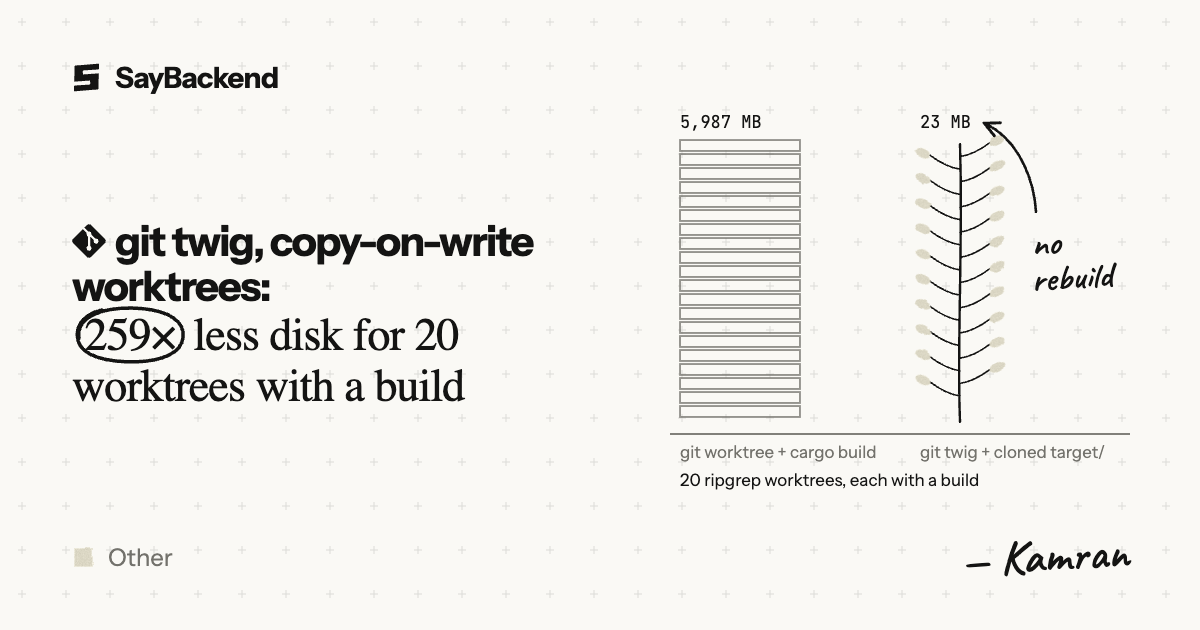 SayBackend
git twig, copy-on-write
worktrees:
259× less disk for 20
worktrees with a build
5,987 MB
23 MB
no
rebuild
git worktree + cargo build
git twig + cloned target/
20 ripgrep worktrees, each with a build
Other
– Kamran